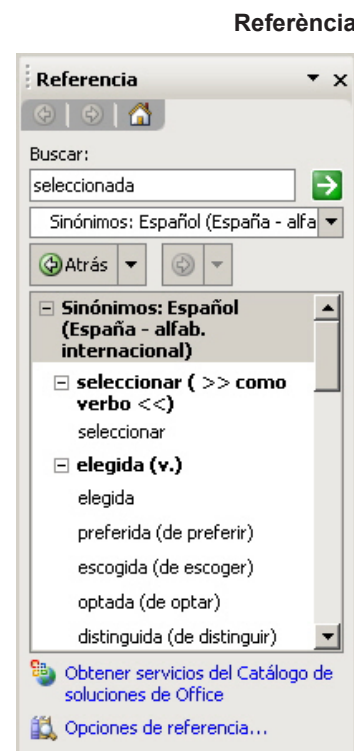 Referència
Referencia
Buscar:
seleccionada
Sinónimos: Español (España - alfa
Atrás
Sinónimos: Español
(España - alfab.
internacional)
seleccionar ( >> como
verbo <<)
seleccionar
elegida (v.)
elegida
preferida (de preferir)
escogida (de escoger)
optada (de optar)
distinguida (de distinguir)
Obtener servicios del Catálogo de
soluciones de Office
Opciones de referencia...